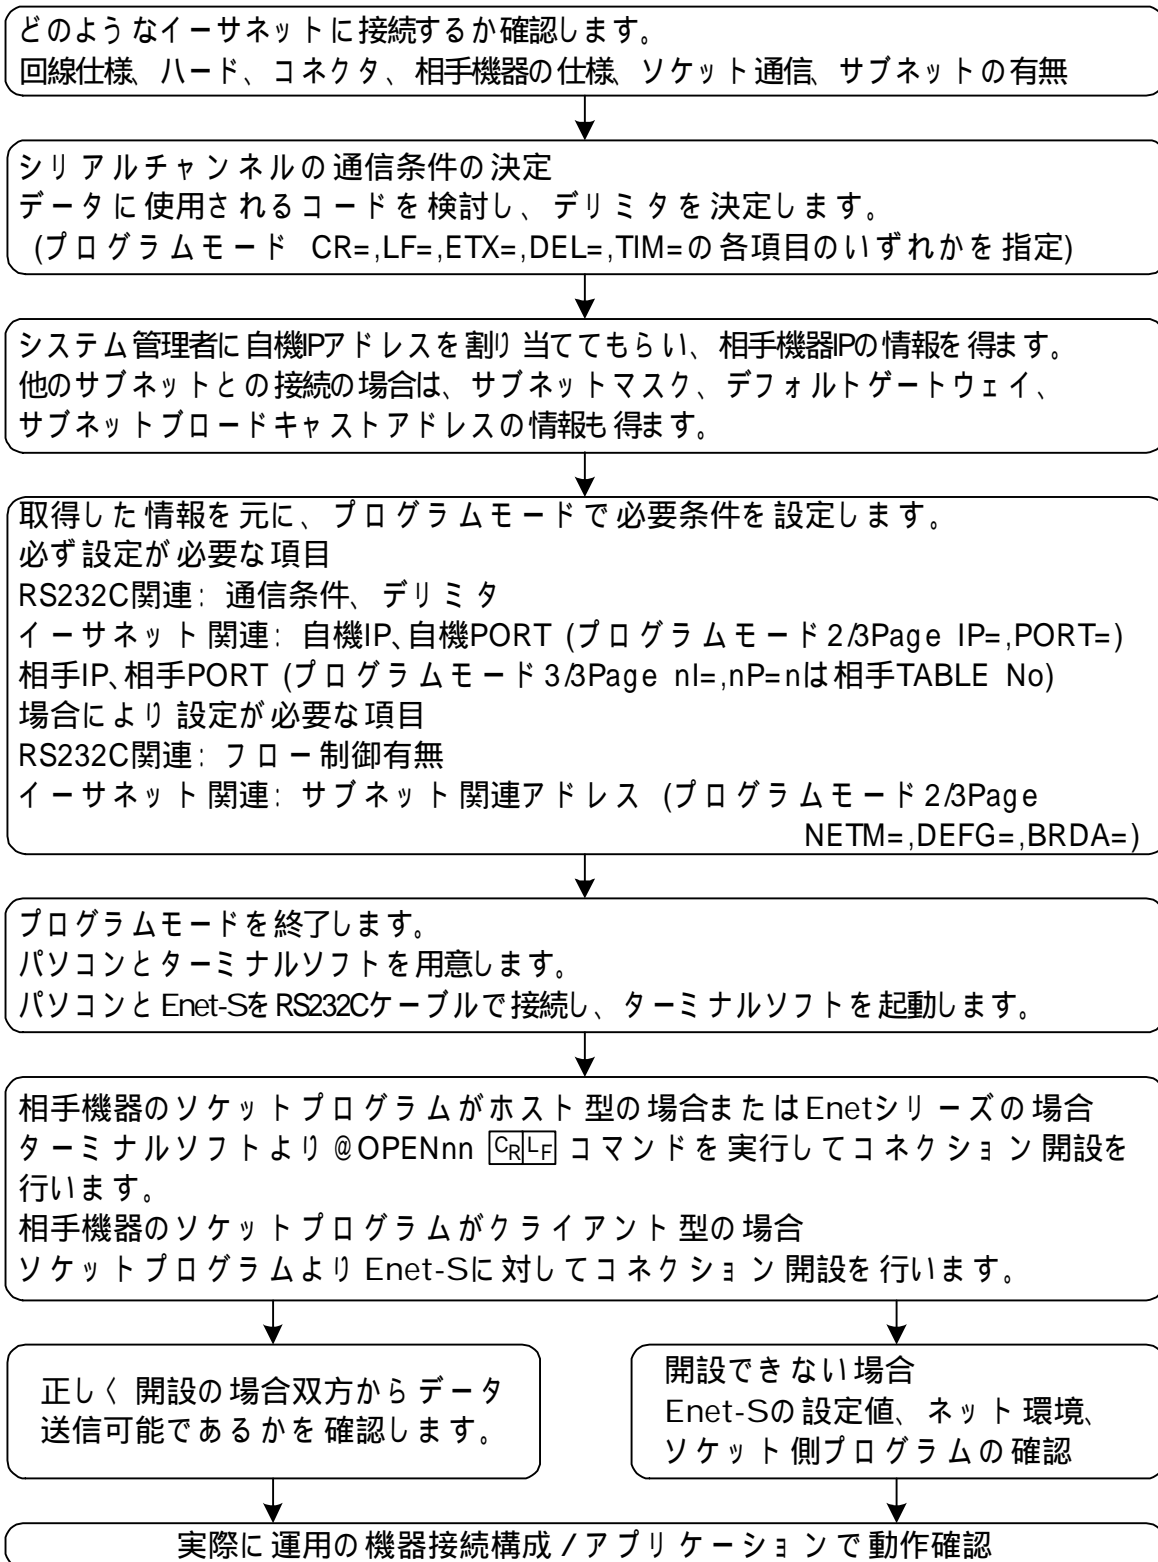 どのようなイーサネットに接続するか確認します。
回線仕様、ハード、コネクタ、相手機器の仕様、ソケット通信、サブネットの有無
シリアルチャンネルの通信条件の決定
データに使用されるコードを検討し、デリミタを決定します。
(プログラムモード CR=,LF=,ETX=,DEL=,TIM=の各項目のいずれかを指定)
システム管理者に自機IPアドレスを割り当ててもらい、相手機器IPの情報を得ます。
他のサブネットとの接続の場合は、サブネットマスク、デフォルトゲートウェイ、
サブネットブロードキャストアドレスの情報も得ます。
取得した情報を元に、プログラムモードで必要条件を設定します。
必ず設定が必要な項目
RS232C関連: 通信条件、デリミタ
イーサネット関連: 自機IP、自機PORT (プログラムモード2/3Page IP=,PORT=)
相手IP、相手PORT (プログラムモード3/3Page nI=,nP=nは相手TABLE No)
場合により設定が必要な項目
RS232C関連: フロー制御有無
イーサネット関連: サブネット関連アドレス (プログラムモード2/3Page
NETM=,DEFG=,BRDA=)
プログラムモードを終了します。
パソコンとターミナルソフトを用意します。
パソコンとEnet-SをRS232Cケーブルで接続し、ターミナルソフトを起動します。
相手機器のソケットプログラムがホスト型の場合またはEnetシリーズの場合
ターミナルソフトより@OPENnn CRLF コマンドを実行してコネクション開設を
行います。
相手機器のソケットプログラムがクライアント型の場合
ソケットプログラムよりEnet-Sに対してコネクション開設を行います。
正しく開設の場合双方からデータ
送信可能であるかを確認します。
開設できない場合
Enet-Sの設定値、ネット環境、
ソケット側プログラムの確認
実際に運用の機器接続構成/アプリケーションで動作確認